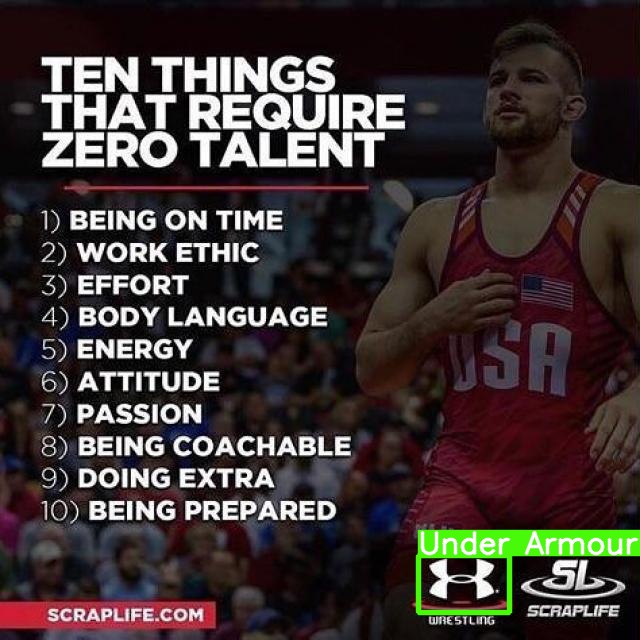 TEN THINGS
THAT REQUIRE
ZERO TALENT
1) BEING ON TIME
2) WORK ETHIC
3) EFFORT
4) BODY LANGUAGE
5) ENERGY
6) ATTITUDE
7) PASSION
8) BEING COACHABLE
9) DOING EXTRA
10) BEING PREPARED
USA
Under Armour
WRESTLING
SL
SCRAPLIFE
SCRAPLIFE.COM